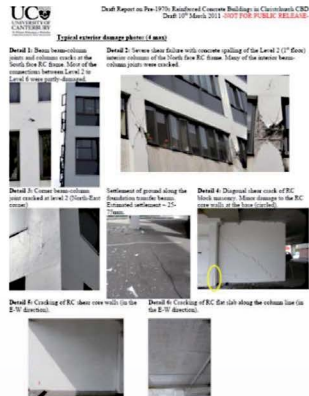 UC
UNIVERSITY OF
CANTERBURY
Draft Report on Pre-1970s Reinforced Concrete Buildings in Christchurch CBD
Draft 10th March 2011 -NOT FOR PUBLIC RELEASE-
Typical exterior damage photos (4 max)
Detail 1: Beam beam-column
joints and columns cracks at the
South face RC frame. Most of the
connections between Level 2 to
Level 6 were partly-damaged.
Detail 2: Severe shear failure with concrete spalling of the Level 2 (1st floor)
interior columns of the North face RC frame. Many of the interior beam-
column joints were cracked.
Detail 3: Corner beam-column
joint cracked at level 2 (North-East
corner)
Settlement of ground along the
foundation transfer beams.
Estimated settlement – 25-
75mm.
Detail 4: Diagonal shear crack of RC
block masonry. Minor damage to the RC
core walls at the base (circled).
Detail 5: Cracking of RC shear core walls (in the
E-W direction).
Detail 6: Cracking of RC flat slab along the column line (in
the E-W direction).